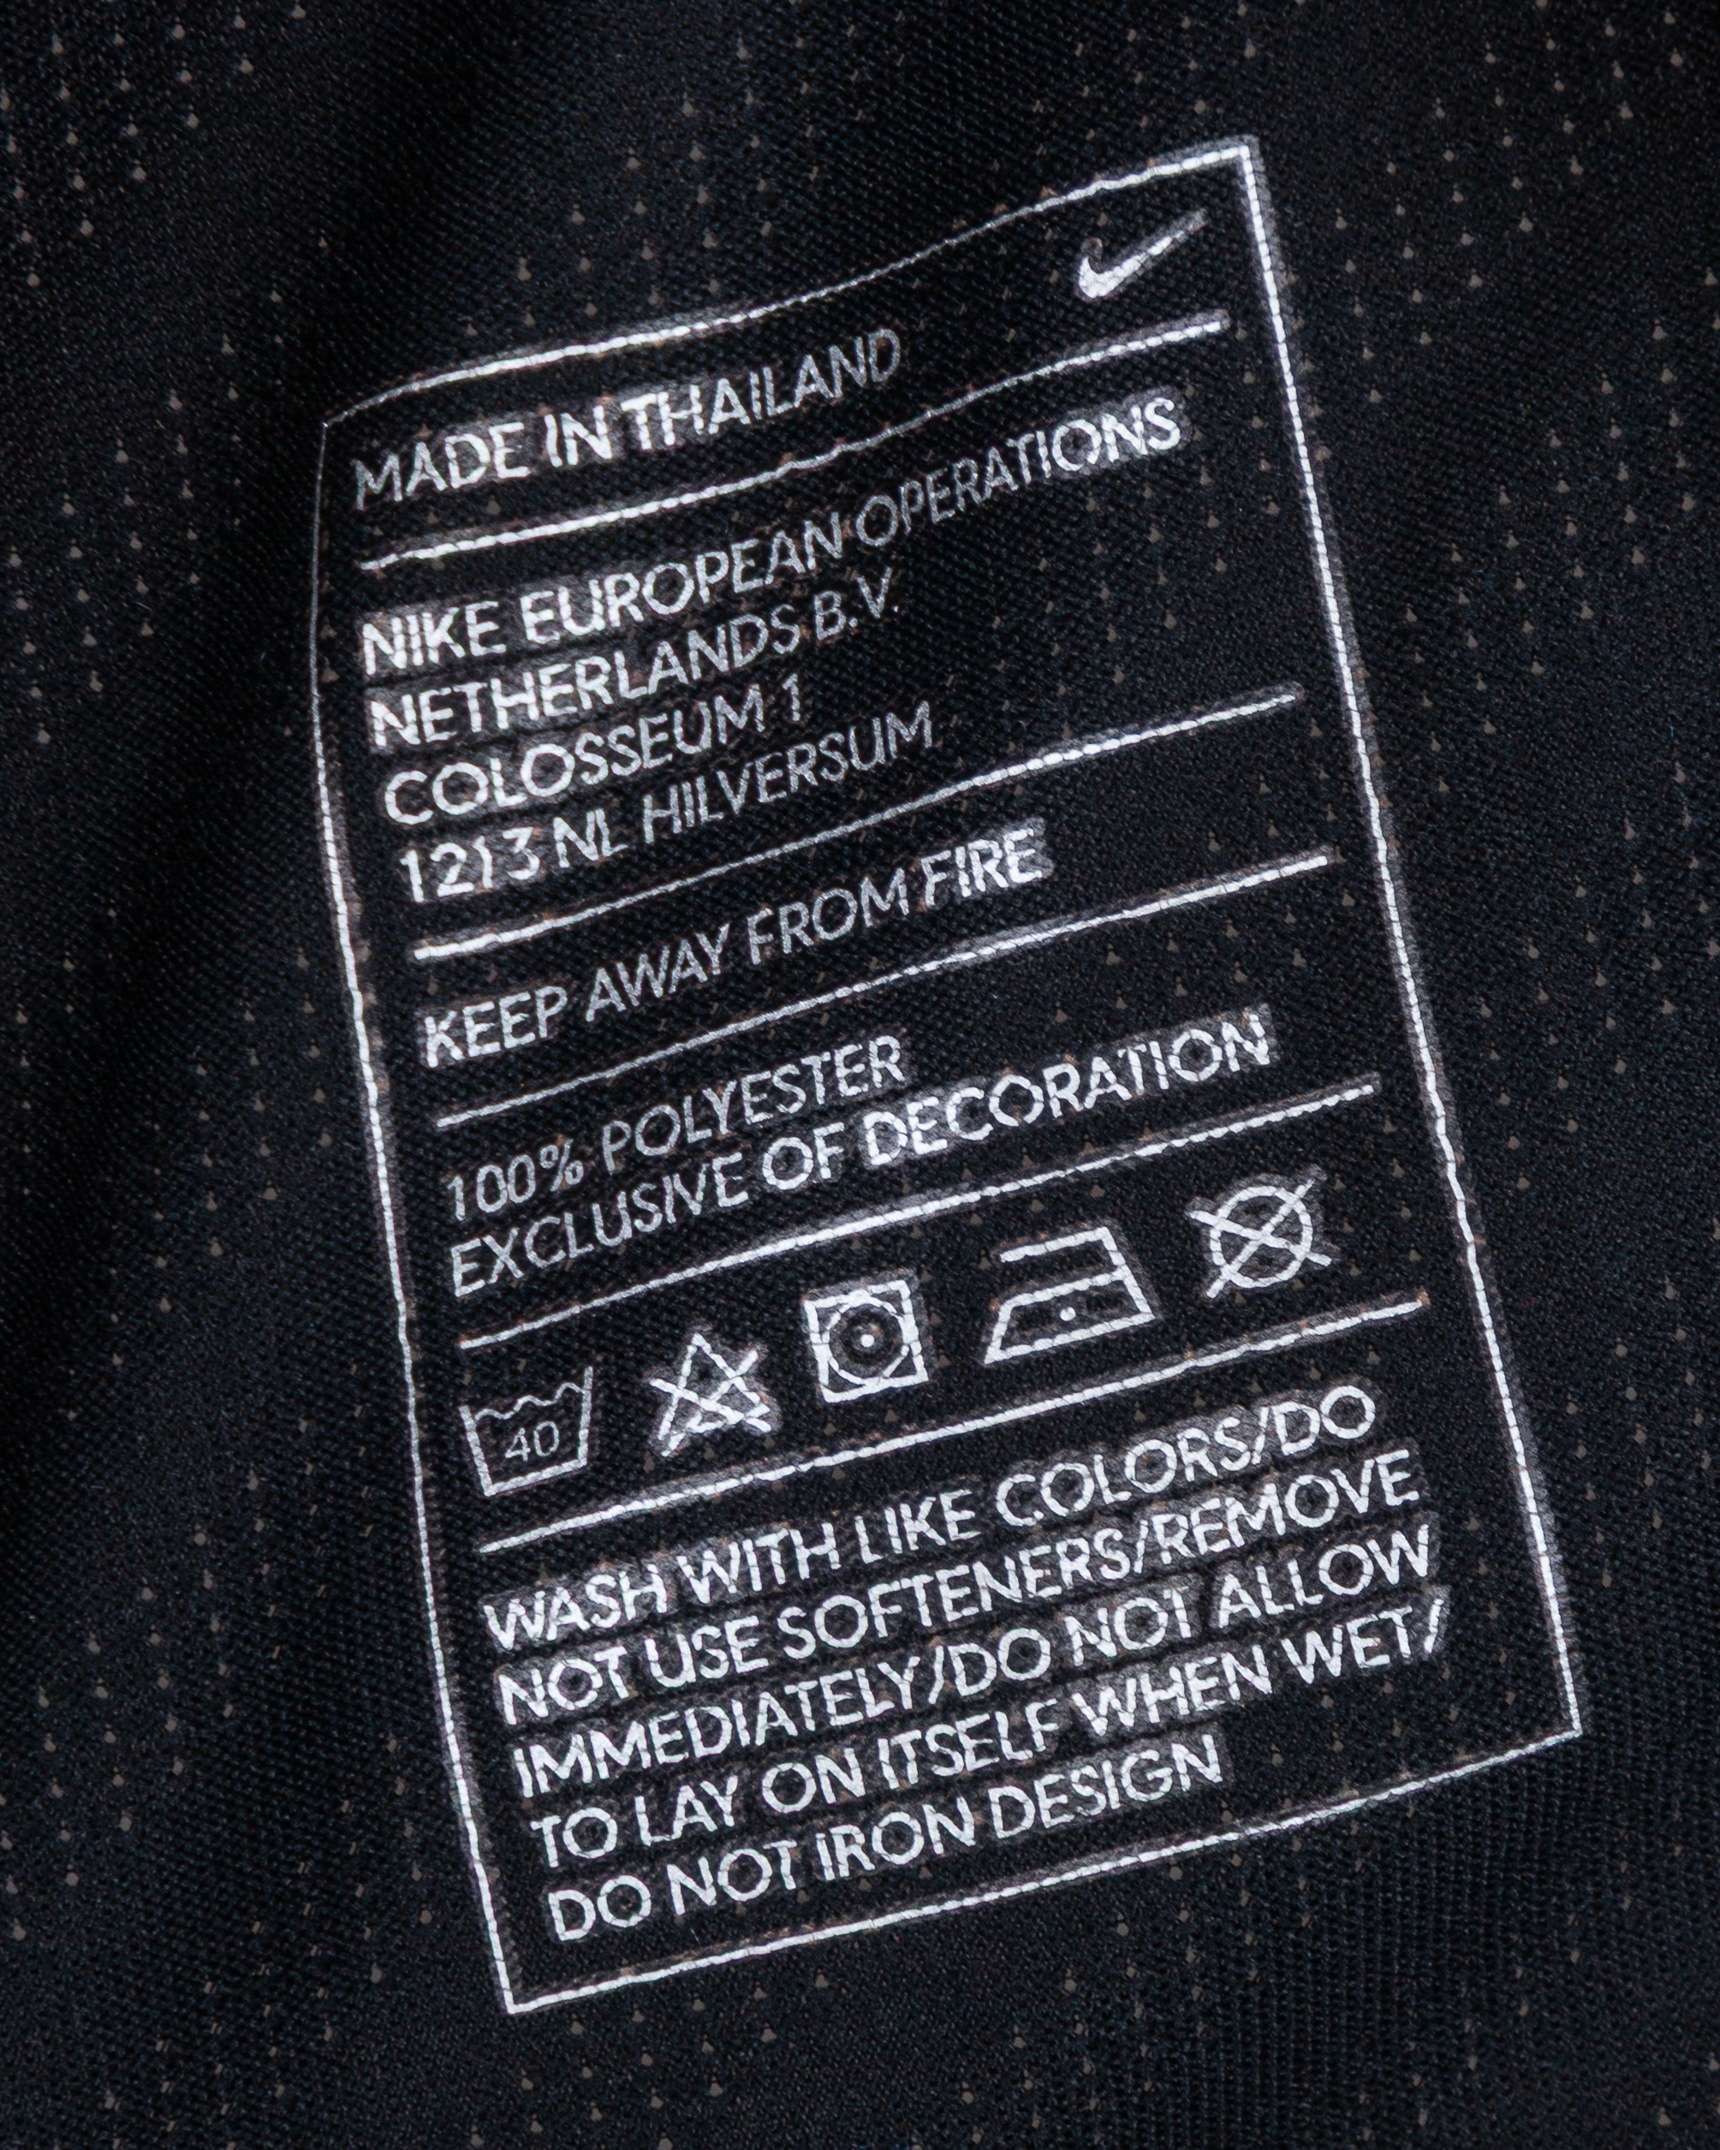 MADE IN THAILAND
NIKE EUROPEAN OPERATIONS
NETHERLANDS B.V.
COLOSSEUM 1
1213 NL HILVERSUM
KEEP AWAY FROM FIRE
100% POLYESTER
EXCLUSIVE OF DECORATION
40
WASH WITH LIKE COLORS/DO
NOT USE SOFTENERS/REMOVE
IMMEDIATELY/DO NOT ALLOW
TO LAY ON ITSELF WHEN WET/
DO NOT IRON DESIGN